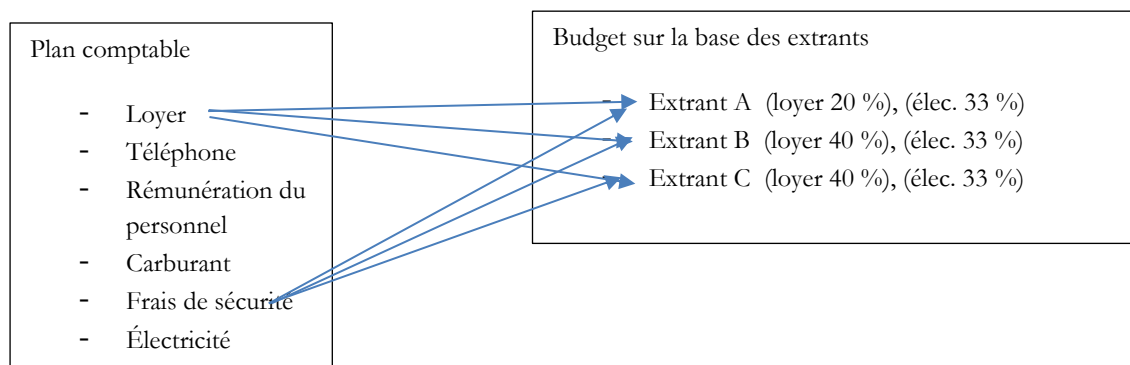 Plan comptable
- Loyer
- Téléphone
- Rémunération du
personnel
- Carburant
- Frais de sécurité
- Électricité
Budget sur la base des extrants
- Extrant A (loyer 20 %), (élec. 33 %)
- Extrant B (loyer 40 %), (élec. 33 %)
- Extrant C (loyer 40 %), (élec. 33 %)